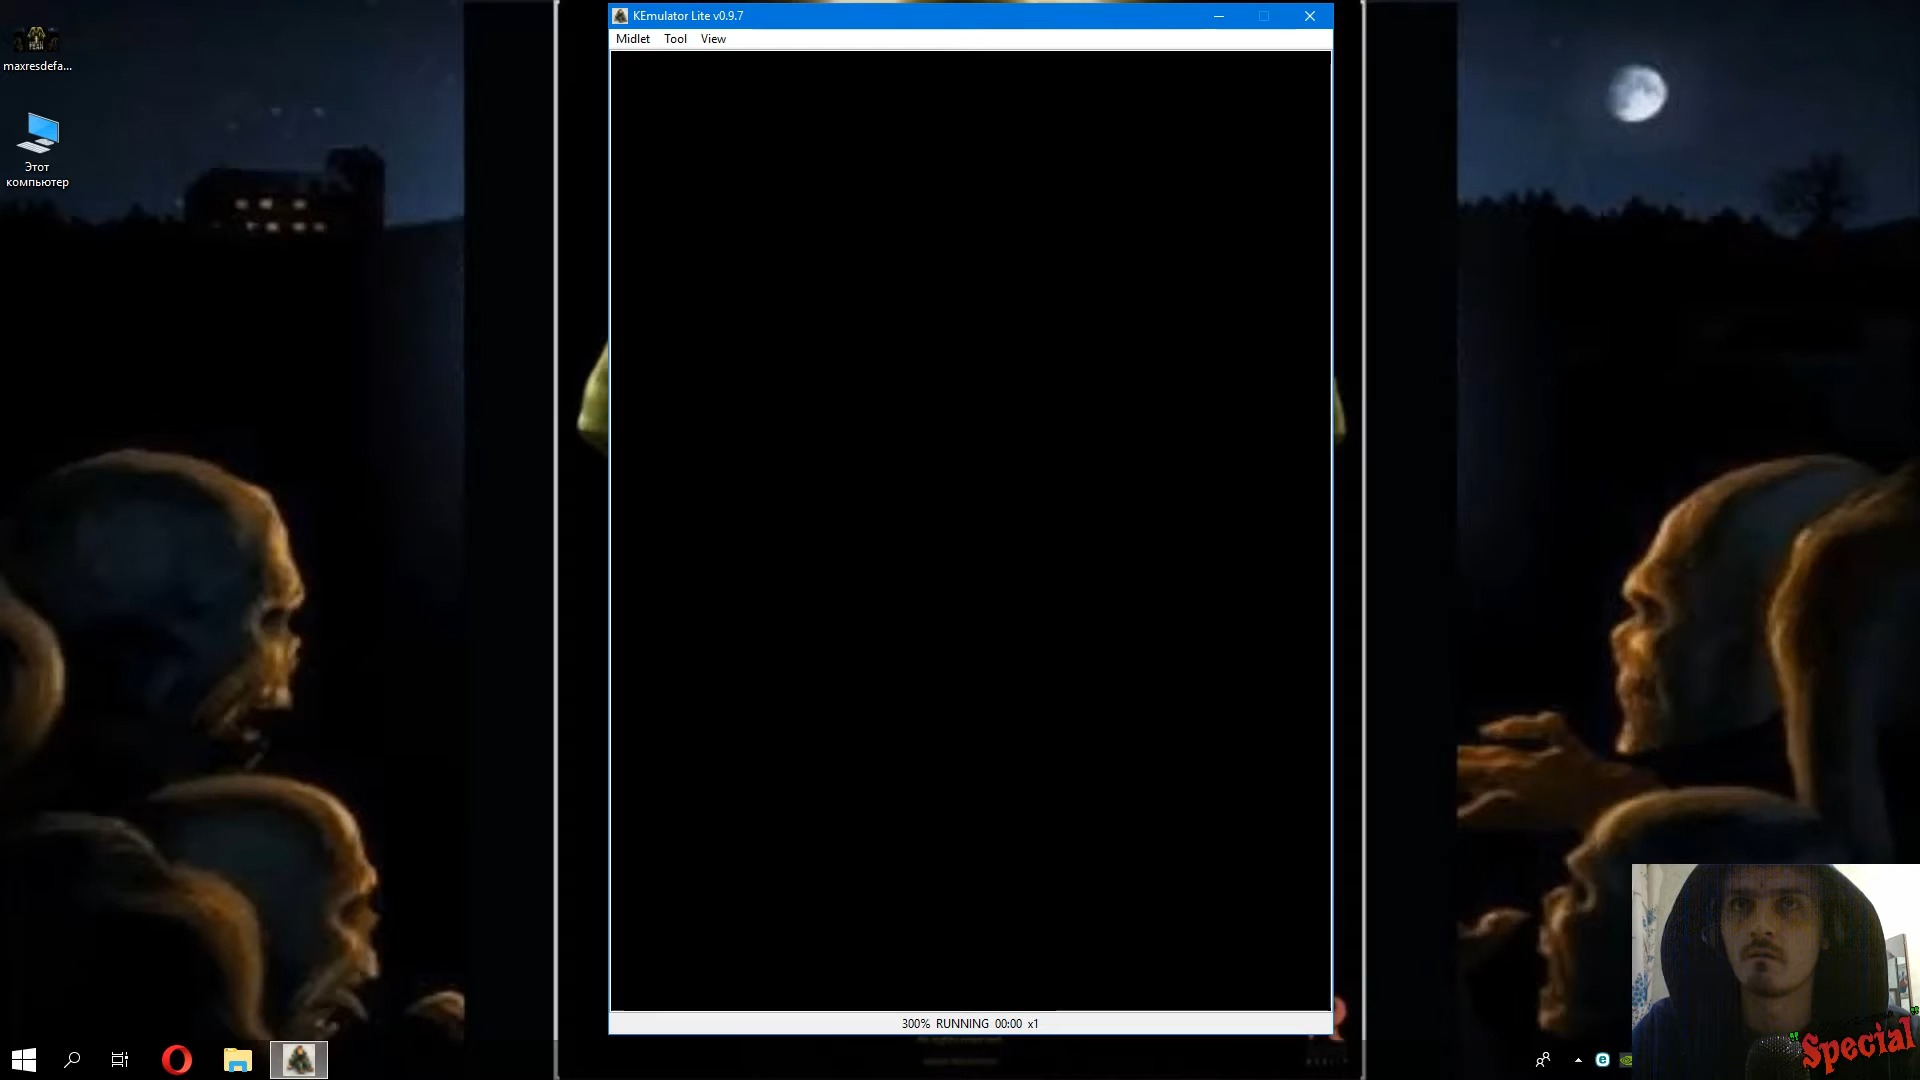 maxresdefa...
Этот
компьютер
KEmulator Lite v0.9.7
Midlet Tool View
300% RUNNING 00:00 x1
"Special"